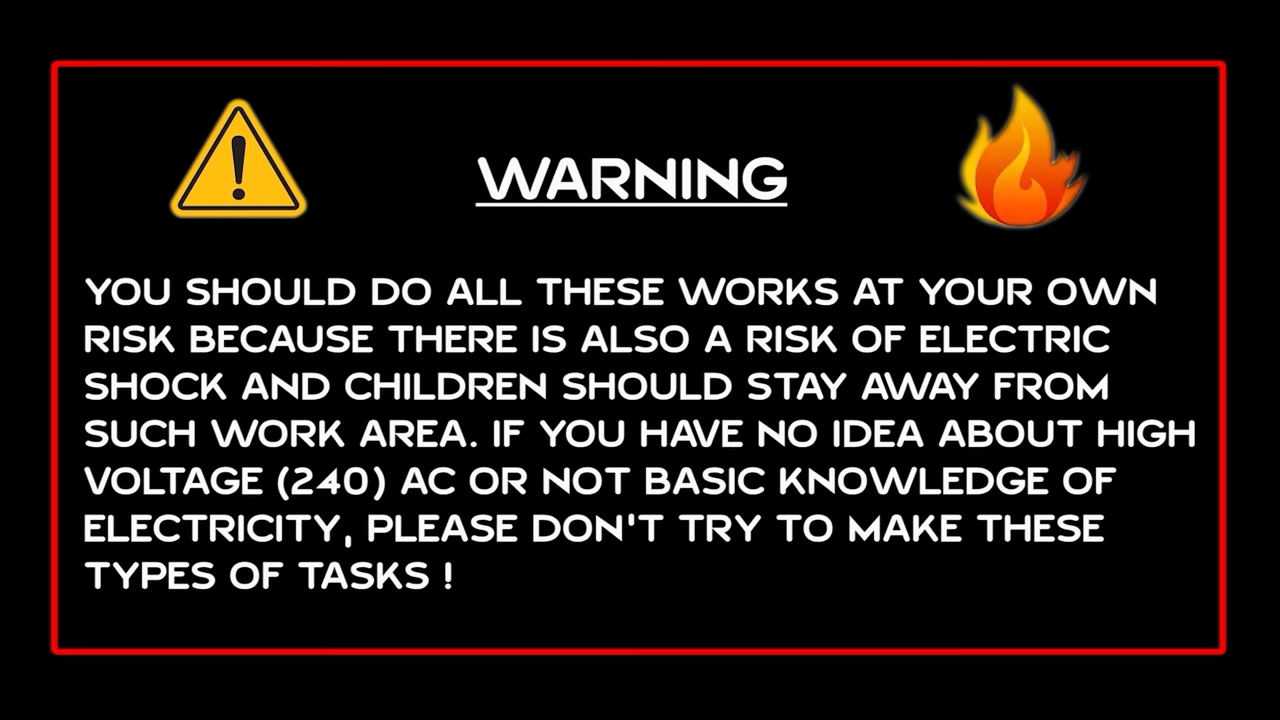 WARNING
YOU SHOULD DO ALL THESE WORKS AT YOUR OWN
RISK BECAUSE THERE IS ALSO A RISK OF ELECTRIC
SHOCK AND CHILDREN SHOULD STAY AWAY FROM
SUCH WORK AREA. IF YOU HAVE NO IDEA ABOUT HIGH
VOLTAGE (240) AC OR NOT BASIC KNOWLEDGE OF
ELECTRICITY, PLEASE DON'T TRY TO MAKE THESE
TYPES OF TASKS !